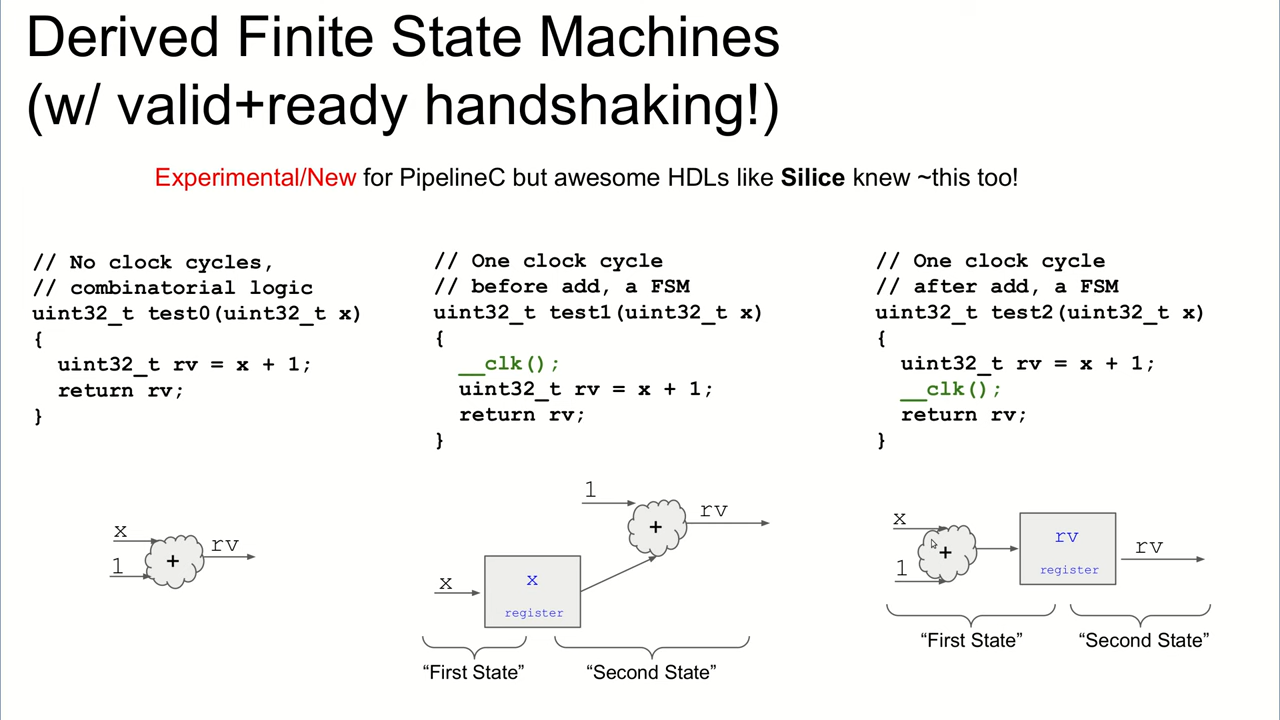 Derived Finite State Machines
(w/ valid+ready handshaking!)
Experimental/New for PipelineC but awesome HDLs like Silice knew ~this too!
// No clock cycles,
// combinatorial logic
uint32_t test0(uint32_t x)
{
  uint32_t rv = x + 1;
  return rv;
}
x
1
+
rv
// One clock cycle
// before add, a FSM
uint32_t test1(uint32_t x)
{
  __clk();
  uint32_t rv = x + 1;
  return rv;
}
1
+
rv
x
x
register
“First State”
“Second State”
// One clock cycle
// after add, a FSM
uint32_t test2(uint32_t x)
{
  uint32_t rv = x + 1;
  __clk();
  return rv;
}
x
1
+
rv
register
rv
“First State”
“Second State”